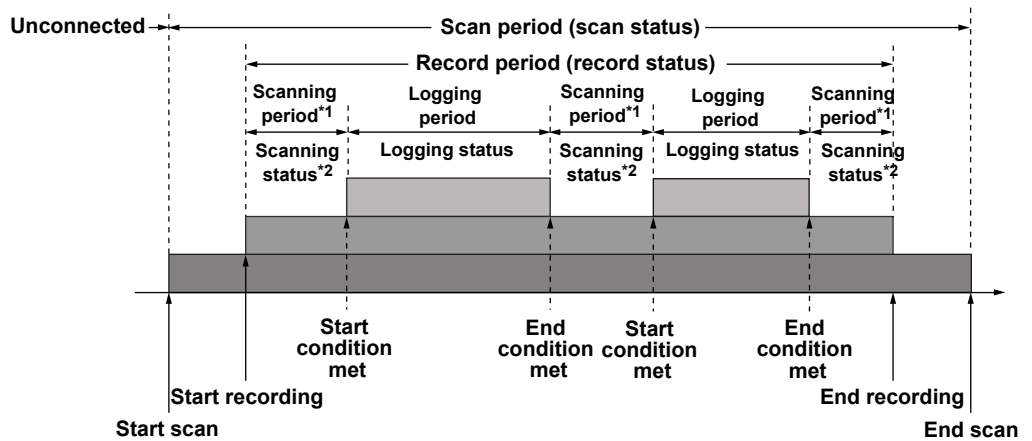 Unconnected
Scan period (scan status)
Record period (record status)
Scanning
period*1
Logging
period
Scanning
period*1
Logging
period
Scanning
period*1
Scanning
status*2
Logging status
Scanning
status*2
Logging status
Scanning
status*2
Start
condition
met
End
condition
met
Start
condition
met
End
condition
met
Start recording
End recording
Start scan
End scan